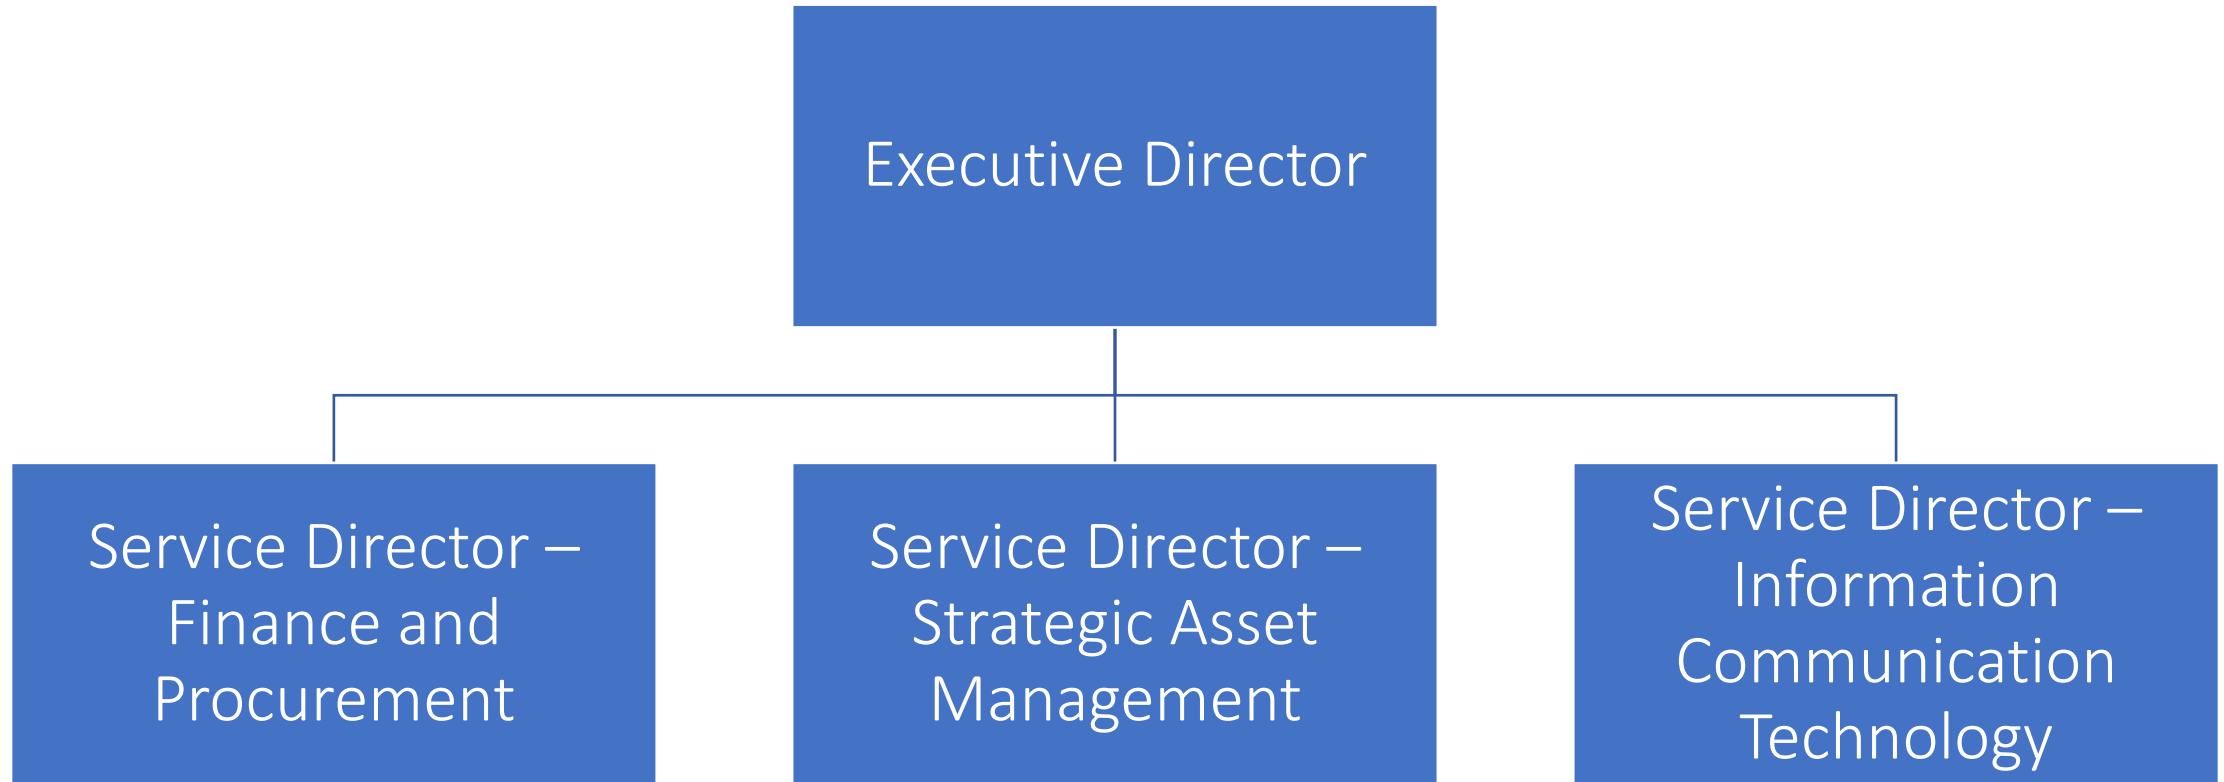 Executive Director
Service Director –
Finance and
Procurement
Service Director –
Strategic Asset
Management
Service Director –
Information
Communication
Technology